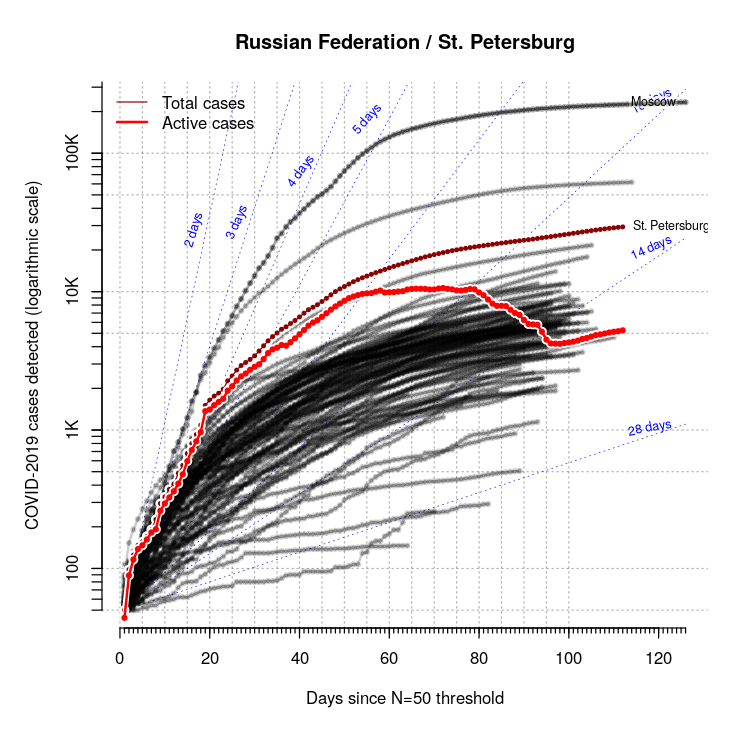 Russian Federation / St. Petersburg
Total cases
Active cases
Moscow
2 days
3 days
4 days
5 days
St. Petersburg
14 days
28 days
100K
10K
1K
100
COVID-2019 cases detected (logarithmic scale)
0 20 40 60 80 100 120
Days since N=50 threshold